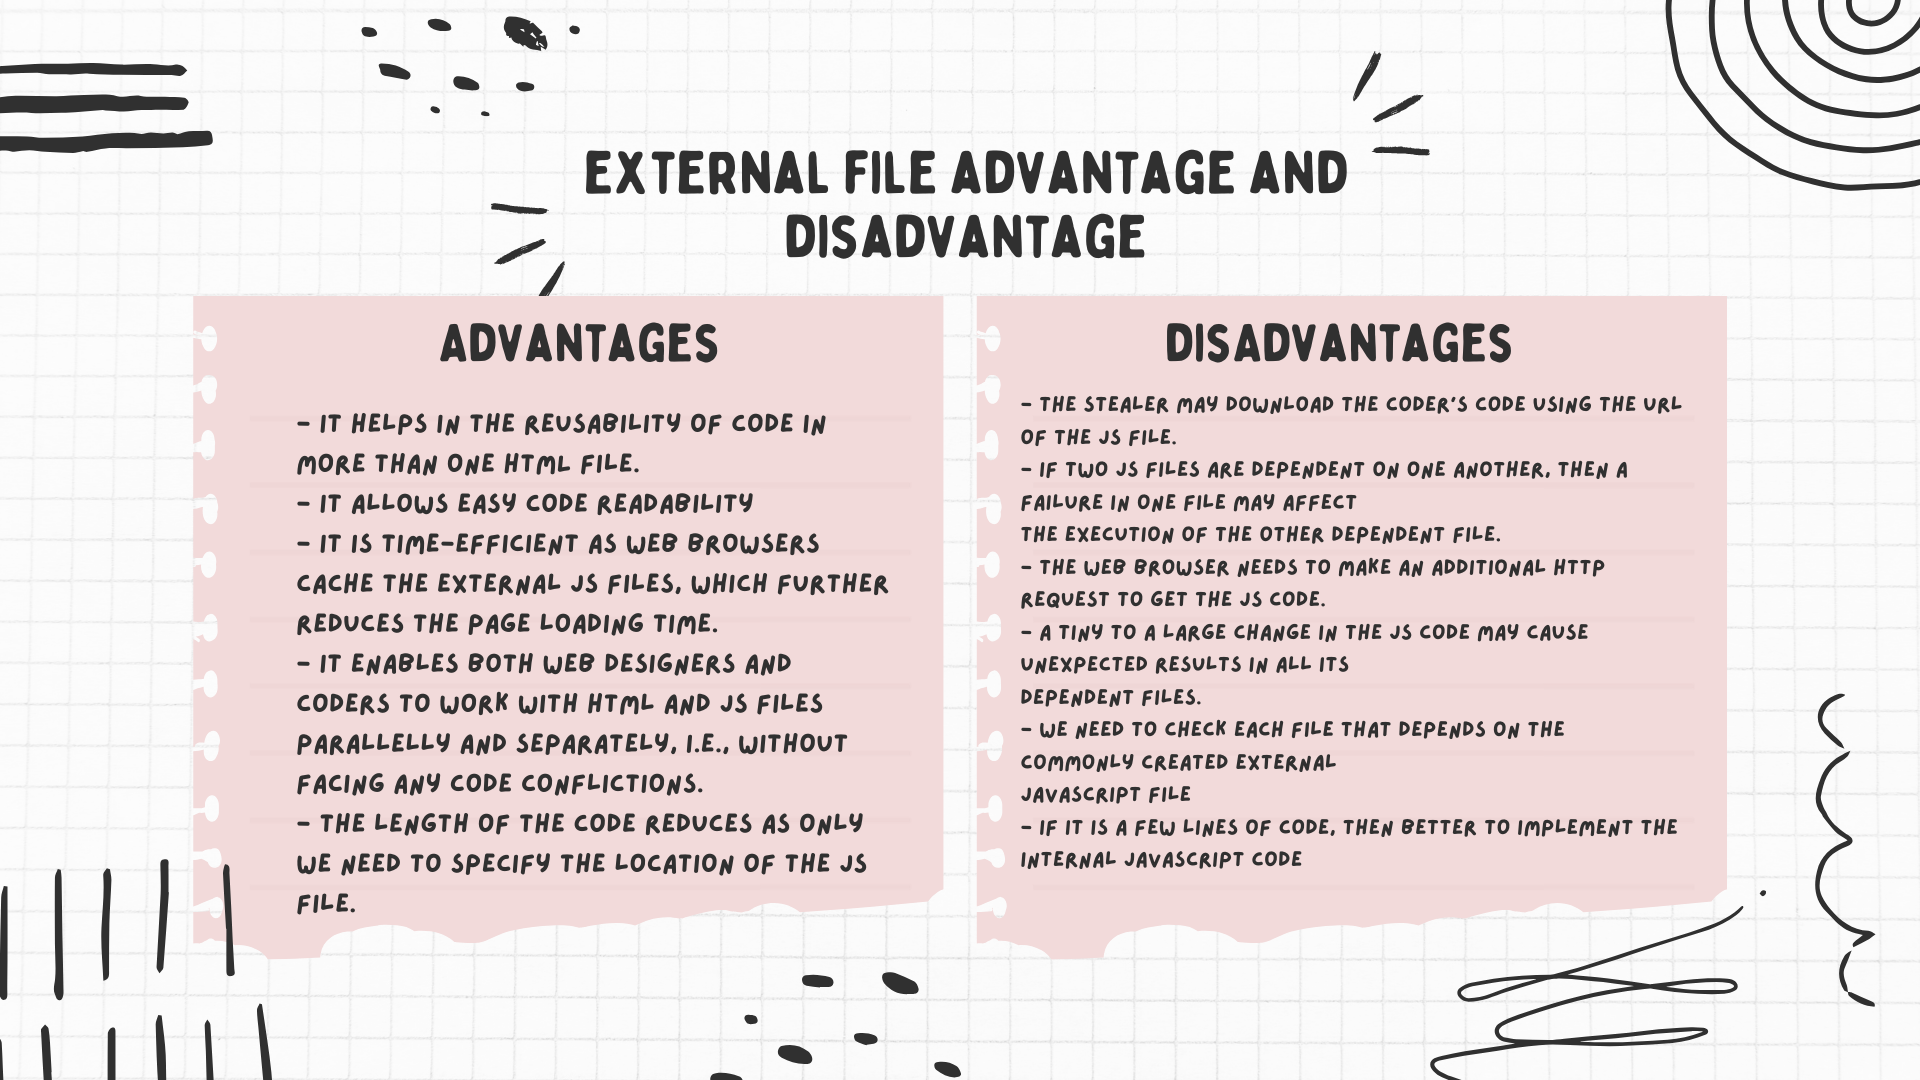 EXTERNAL FILE ADVANTAGE AND
DISADVANTAGE
ADVANTAGES
- IT HELPS IN THE REUSABILITY OF CODE IN
MORE THAN ONE HTML FILE.
- IT ALLOWS EASY CODE READABILITY
- IT IS TIME-EFFICIENT AS WEB BROWSERS
CACHE THE EXTERNAL JS FILES, WHICH FURTHER
REDUCES THE PAGE LOADING TIME.
- IT ENABLES BOTH WEB DESIGNERS AND
CODERS TO WORK WITH HTML AND JS FILES
PARALLELLY AND SEPARATELY, I.E., WITHOUT
FACING ANY CODE CONFLICTIONS.
- THE LENGTH OF THE CODE REDUCES AS ONLY
WE NEED TO SPECIFY THE LOCATION OF THE JS
FILE.
DISADVANTAGES
- THE STEALER MAY DOWNLOAD THE CODER'S CODE USING THE URL
OF THE JS FILE.
- IF TWO JS FILES ARE DEPENDENT ON ONE ANOTHER, THEN A
FAILURE IN ONE FILE MAY AFFECT
THE EXECUTION OF THE OTHER DEPENDENT FILE.
- THE WEB BROWSER NEEDS TO MAKE AN ADDITIONAL HTTP
REQUEST TO GET THE JS CODE.
- A TINY TO A LARGE CHANGE IN THE JS CODE MAY CAUSE
UNEXPECTED RESULTS IN ALL ITS
DEPENDENT FILES.
- WE NEED TO CHECK EACH FILE THAT DEPENDS ON THE
COMMONLY CREATED EXTERNAL
JAVASCRIPT FILE
- IF IT IS A FEW LINES OF CODE, THEN BETTER TO IMPLEMENT THE
INTERNAL JAVASCRIPT CODE